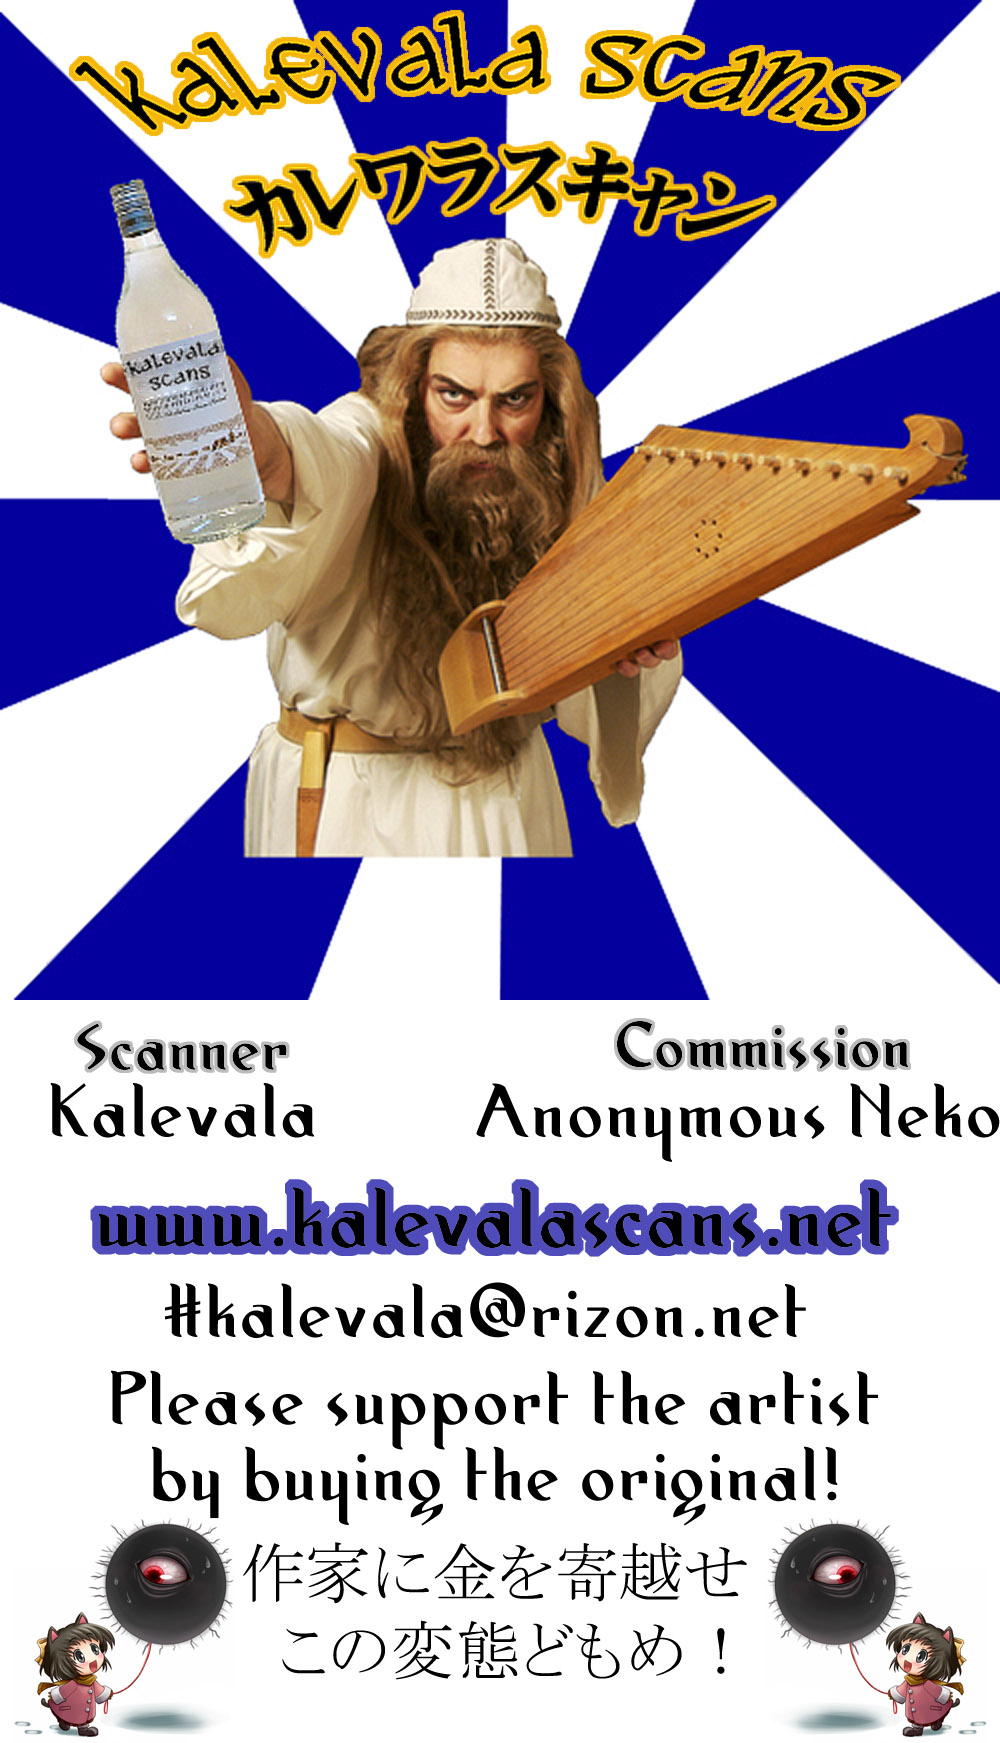 kalevala scans
カレワラスキャン
kalevala
scans
Scanner
Kalevala
Commission
Anonymous Neko
www.kalevalascans.net
#kalevala@rizon.net
Please support the artist
by buying the original!
作家に金を寄越せ
この変態どもめ！